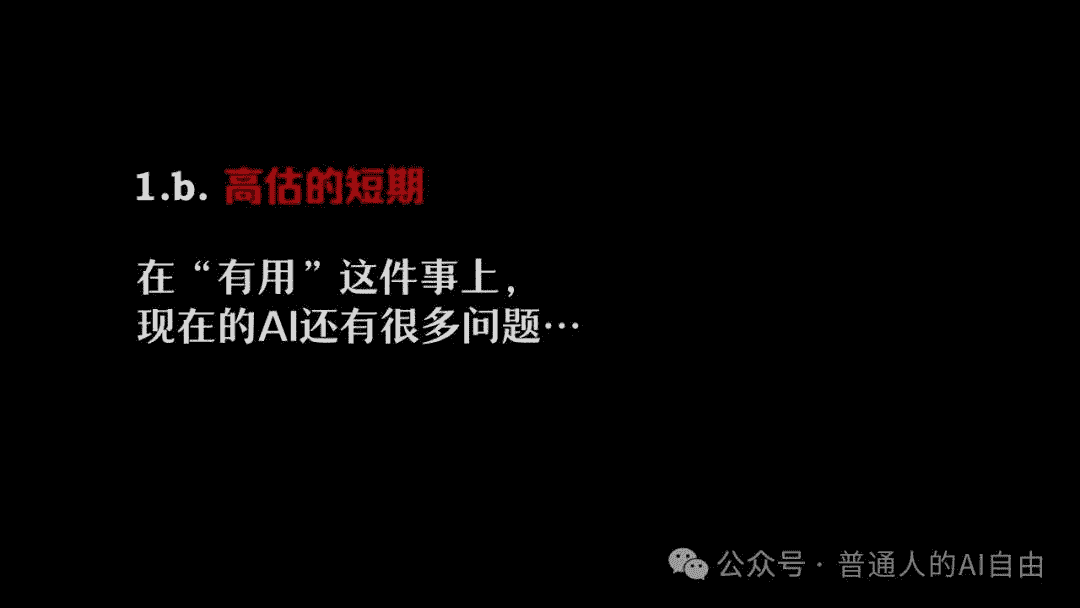 1.b. 高估的短期
在“有用”这件事上，
现在的AI还有很多问题…
公众号 · 普通人的AI自由